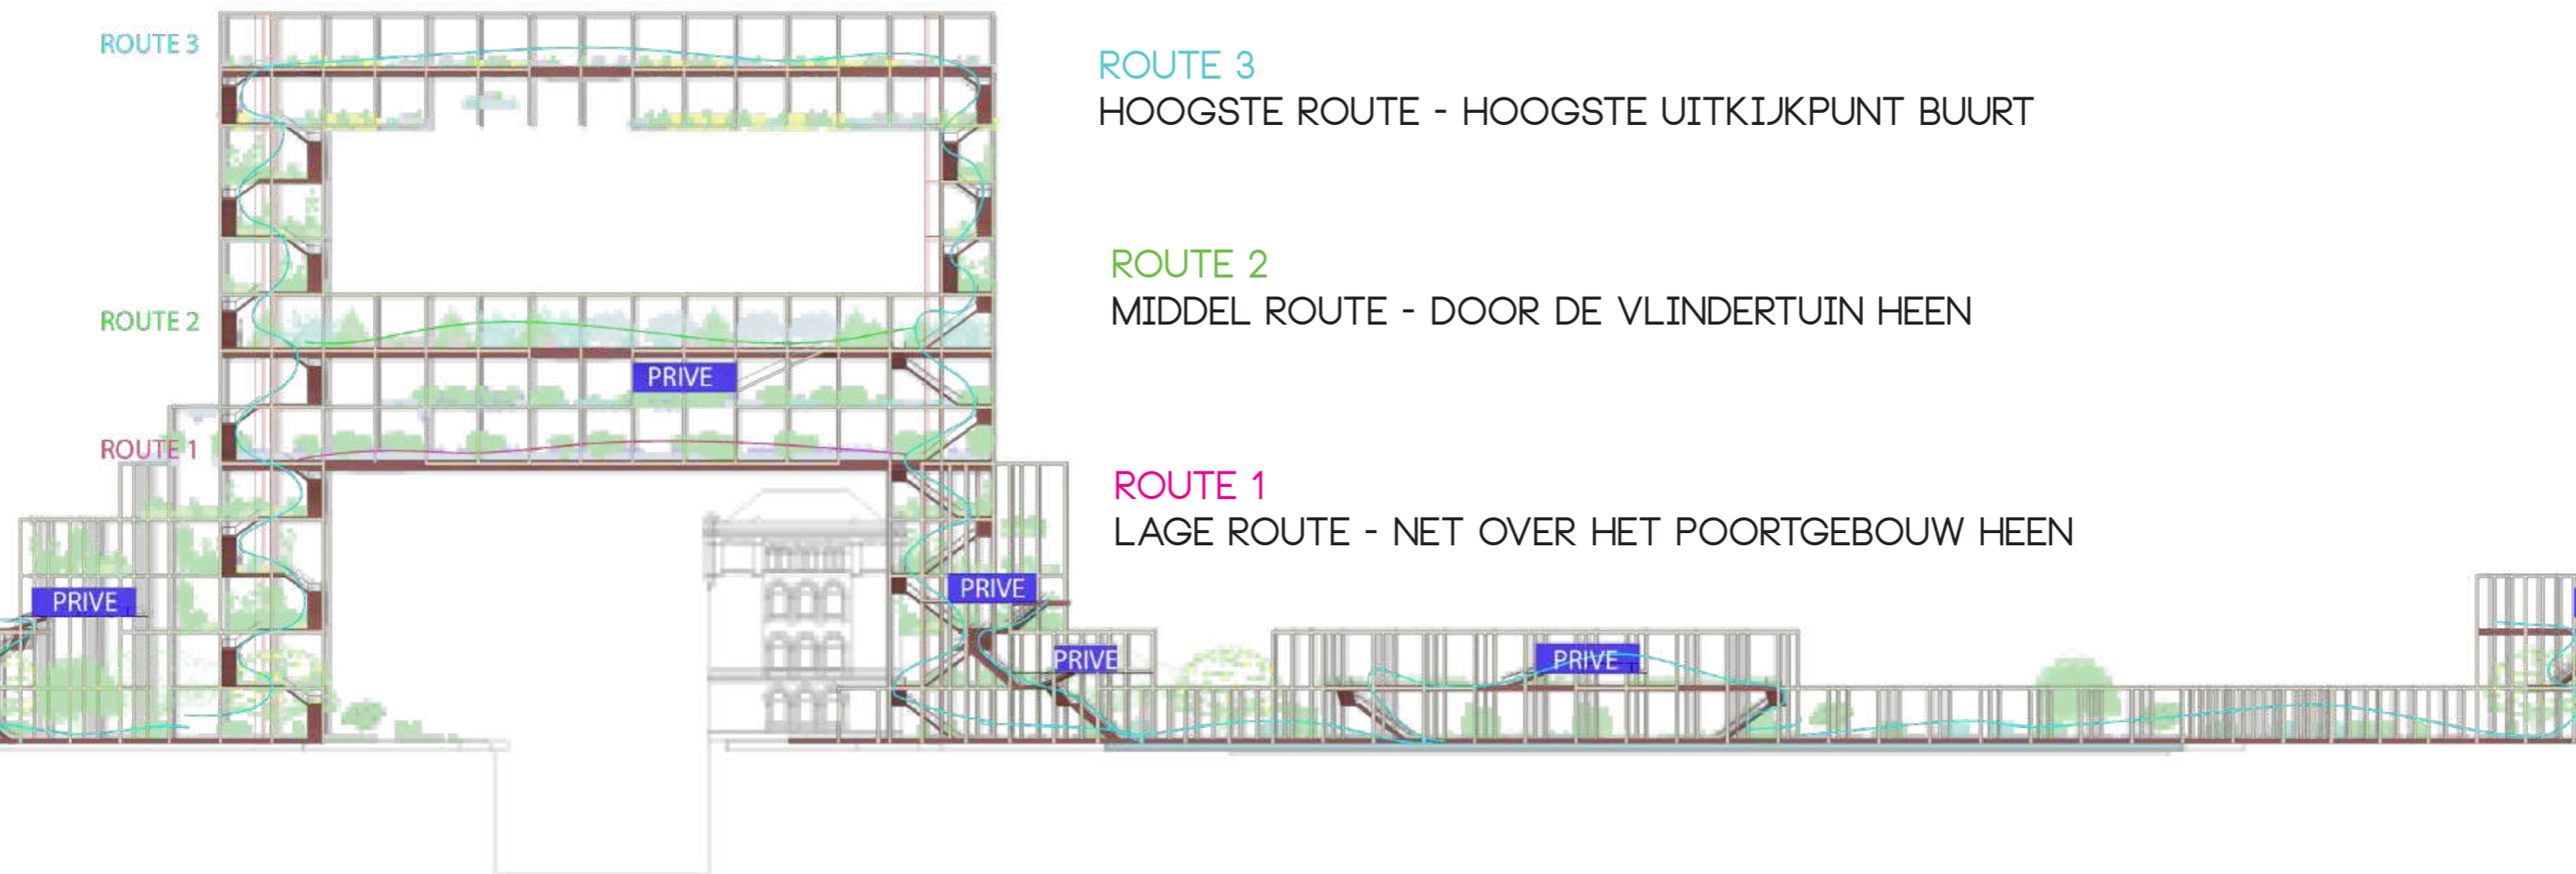 ROUTE 3
ROUTE 3
HOOGSTE ROUTE - HOOGSTE UITKIJKPUNT BUURT
ROUTE 2
MIDDEL ROUTE - DOOR DE VLINDERTUIN HEEN
ROUTE 2
PRIVE
ROUTE 1
ROUTE 1
LAGE ROUTE - NET OVER HET POORTGEBOUW HEEN
PRIVE
PRIVE
PRIVE
PRIVE